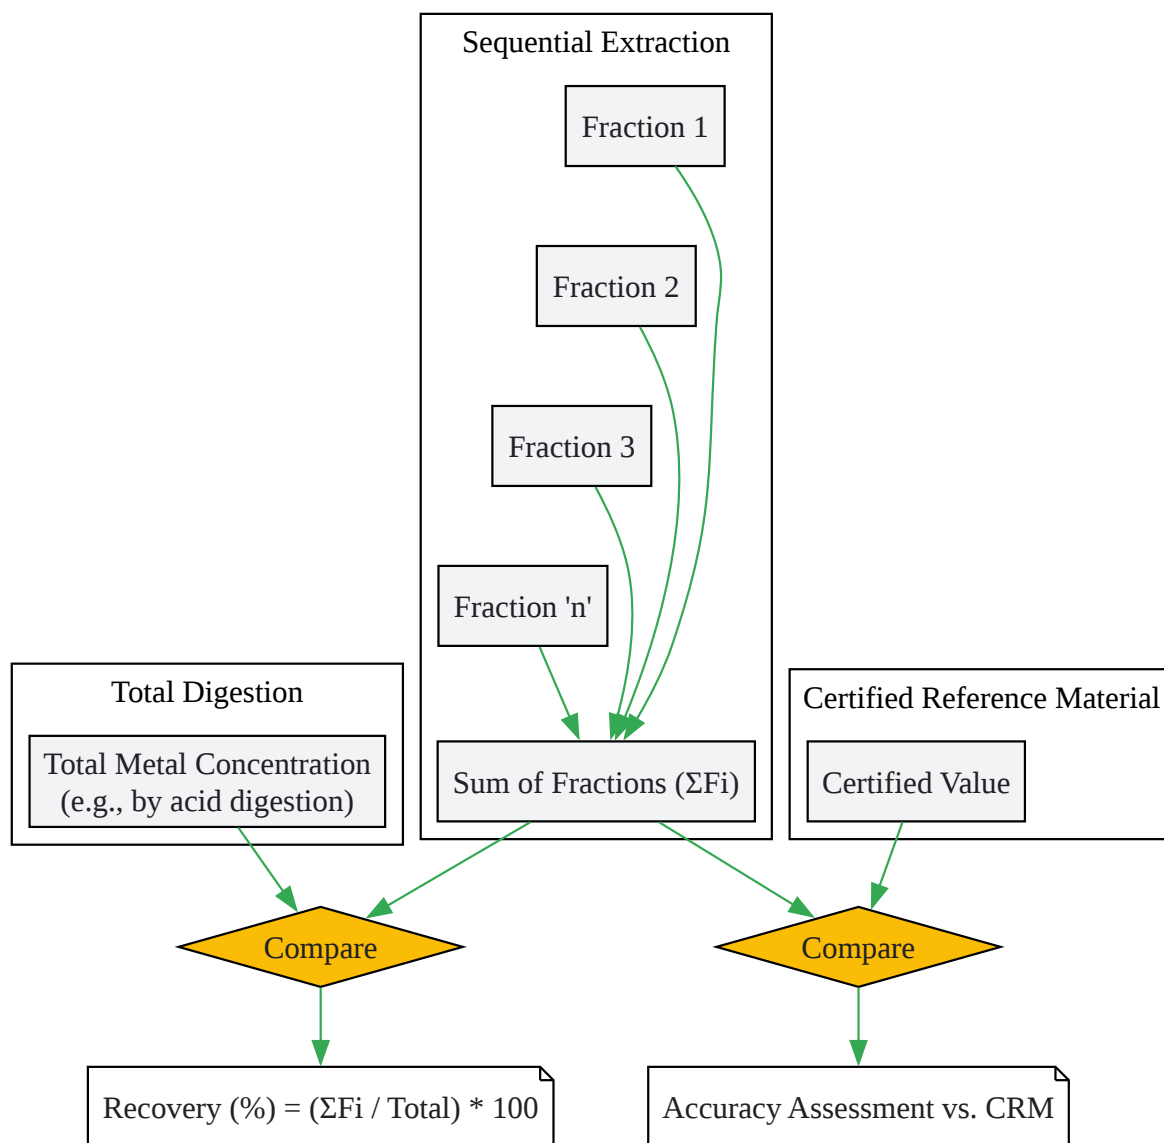 Sequential Extraction
Fraction 1
Fraction 2
Fraction 3
Fraction 'n'
Total Digestion
Total Metal Concentration
(e.g., by acid digestion)
Sum of Fractions (ΣFi)
Certified Reference Material
Certified Value
Compare
Compare
Recovery (%) = (ΣFi / Total) * 100
Accuracy Assessment vs. CRM